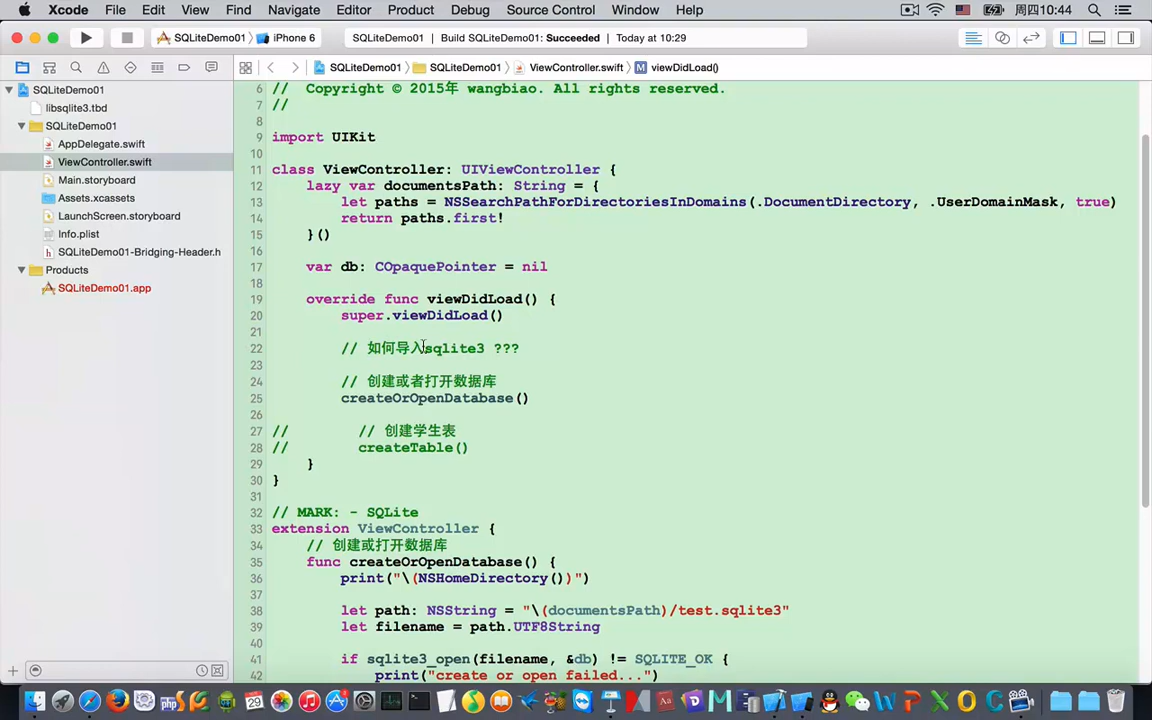 Xcode File Edit View Find Navigate Editor Product Debug Source Control Window Help 周四10:44
SQLiteDemo01 iPhone 6 SQLiteDemo01 | Build SQLiteDemo01: Succeeded | Today at 10:29
SQLiteDemo01 SQLiteDemo01 ViewController.swift M viewDidLoad()
SQLiteDemo01
libsqlite3.tbd
SQLiteDemo01
AppDelegate.swift
ViewController.swift
Main.storyboard
Assets.xcassets
LaunchScreen.storyboard
Info.plist
h SQLiteDemo01-Bridging-Header.h
Products
SQLiteDemo01.app
6 // Copyright © 2015年 wangbiao. All rights reserved.
7 //
8
9 import UIKit
10
11 class ViewController: UIViewController {
12 lazy var documentsPath: String = {
13 let paths = NSSearchPathForDirectoriesInDomains(.DocumentDirectory, .UserDomainMask, true)
14 return paths.first!
15 }()
16
17 var db: COpaquePointer = nil
18
19 override func viewDidLoad() {
20 super.viewDidLoad()
21
22 // 如何导入sqlite3 ???
23
24 // 创建或者打开数据库
25 createOrOpenDatabase()
26
27 // // 创建学生表
28 // createTable()
29 }
30 }
31
32 // MARK: - SQLite
33 extension ViewController {
34 // 创建或打开数据库
35 func createOrOpenDatabase() {
36 print("\(NSHomeDirectory())")
37
38 let path: NSString = "\(documentsPath)/test.sqlite3"
39 let filename = path.UTF8String
40
41 if sqlite3_open(filename, &db) != SQLITE_OK {
42 print("create or open failed...")
29